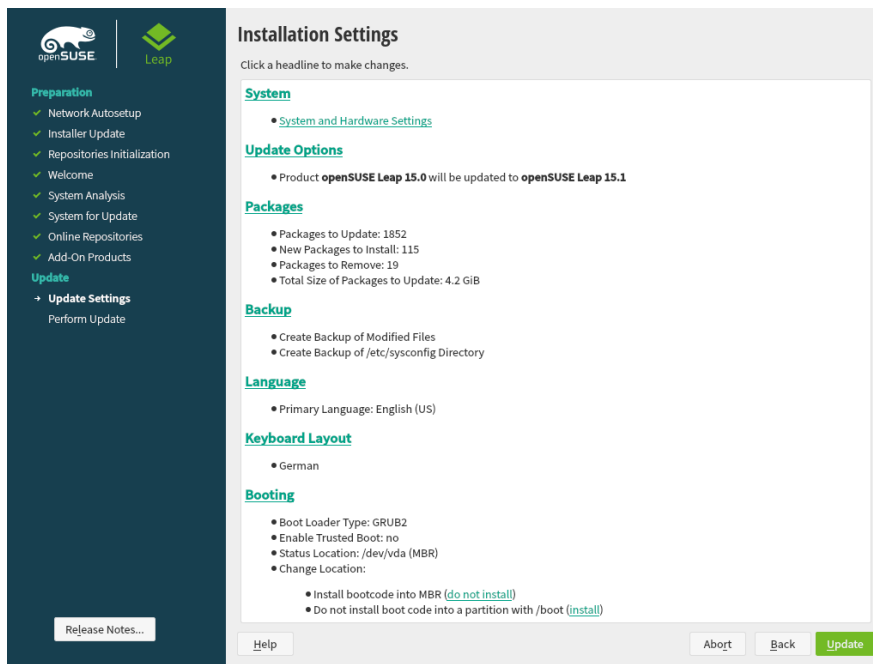 openSUSE
Leap
Preparation
Network Autosetup
Installer Update
Repositories Initialization
Welcome
System Analysis
System for Update
Online Repositories
Add-On Products
Update
Update Settings
Perform Update
Release Notes...
Installation Settings
Click a headline to make changes.
System
System and Hardware Settings
Update Options
Product openSUSE Leap 15.0 will be updated to openSUSE Leap 15.1
Packages
Packages to Update: 1852
New Packages to Install: 115
Packages to Remove: 19
Total Size of Packages to Update: 4.2 GiB
Backup
Create Backup of Modified Files
Create Backup of /etc/sysconfig Directory
Language
Primary Language: English (US)
Keyboard Layout
German
Booting
Boot Loader Type: GRUB2
Enable Trusted Boot: no
Status Location: /dev/vda (MBR)
Change Location:
Install bootcode into MBR (do not install)
Do not install boot code into a partition with /boot (install)
Help
Abort
Back
Update